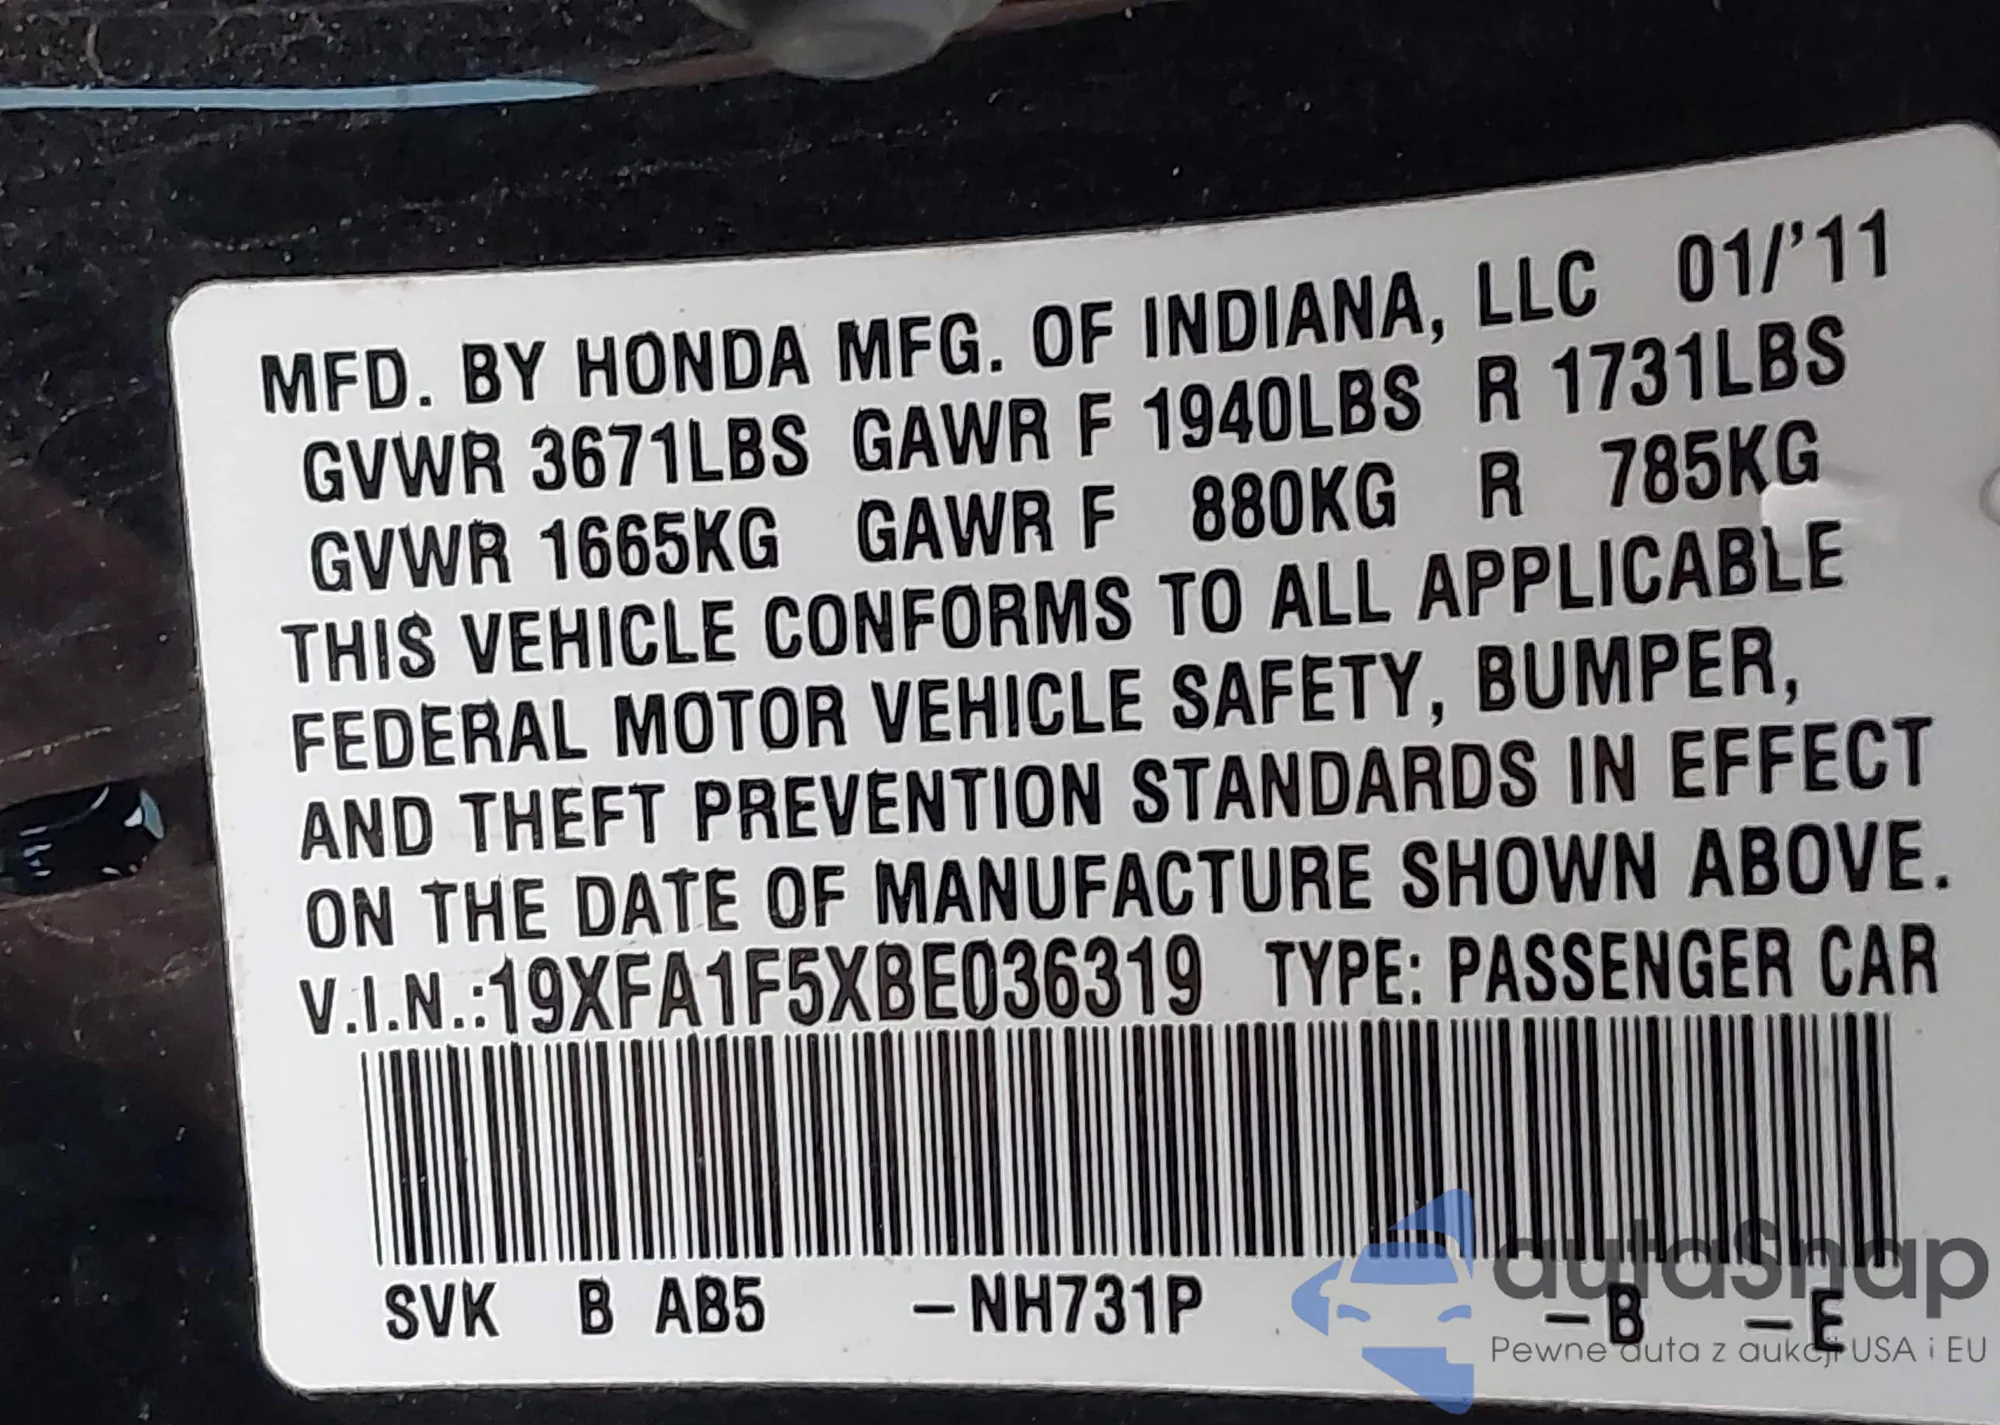 MFD. BY HONDA MFG. OF INDIANA, LLC 01/'11
GVWR 3671LBS GAWR F 1940LBS R 1731LBS
GVWR 1665KG GAWR F 880KG R 785KG
THIS VEHICLE CONFORMS TO ALL APPLICABLE
FEDERAL MOTOR VEHICLE SAFETY, BUMPER,
AND THEFT PREVENTION STANDARDS IN EFFECT
ON THE DATE OF MANUFACTURE SHOWN ABOVE.
V.I.N.:19XFA1F5XBE036319 TYPE: PASSENGER CAR
SVK B AB5 -NH731P -B -E
autaSnap
Pewne auta z aukcji USA i EU